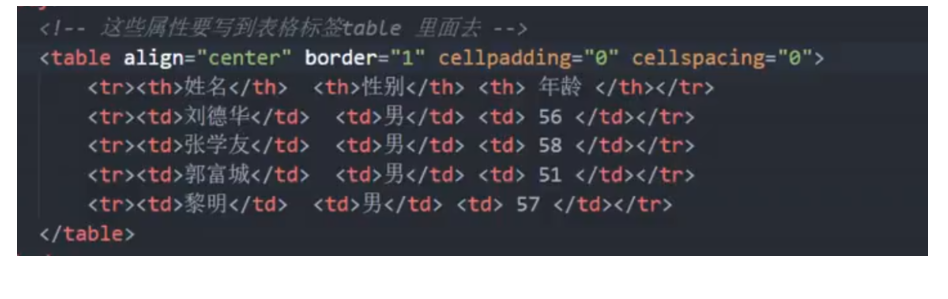 <!-- 这些属性要写到表格标签table 里面去 -->
<table align="center" border="1" cellpadding="0" cellspacing="0">
<tr><th>姓名</th> <th>性别</th> <th> 年龄 </th></tr>
<tr><td>刘德华</td> <td>男</td> <td> 56 </td></tr>
<tr><td>张学友</td> <td>男</td> <td> 58 </td></tr>
<tr><td>郭富城</td> <td>男</td> <td> 51 </td></tr>
<tr><td>黎明</td> <td>男</td> <td> 57 </td></tr>
</table>